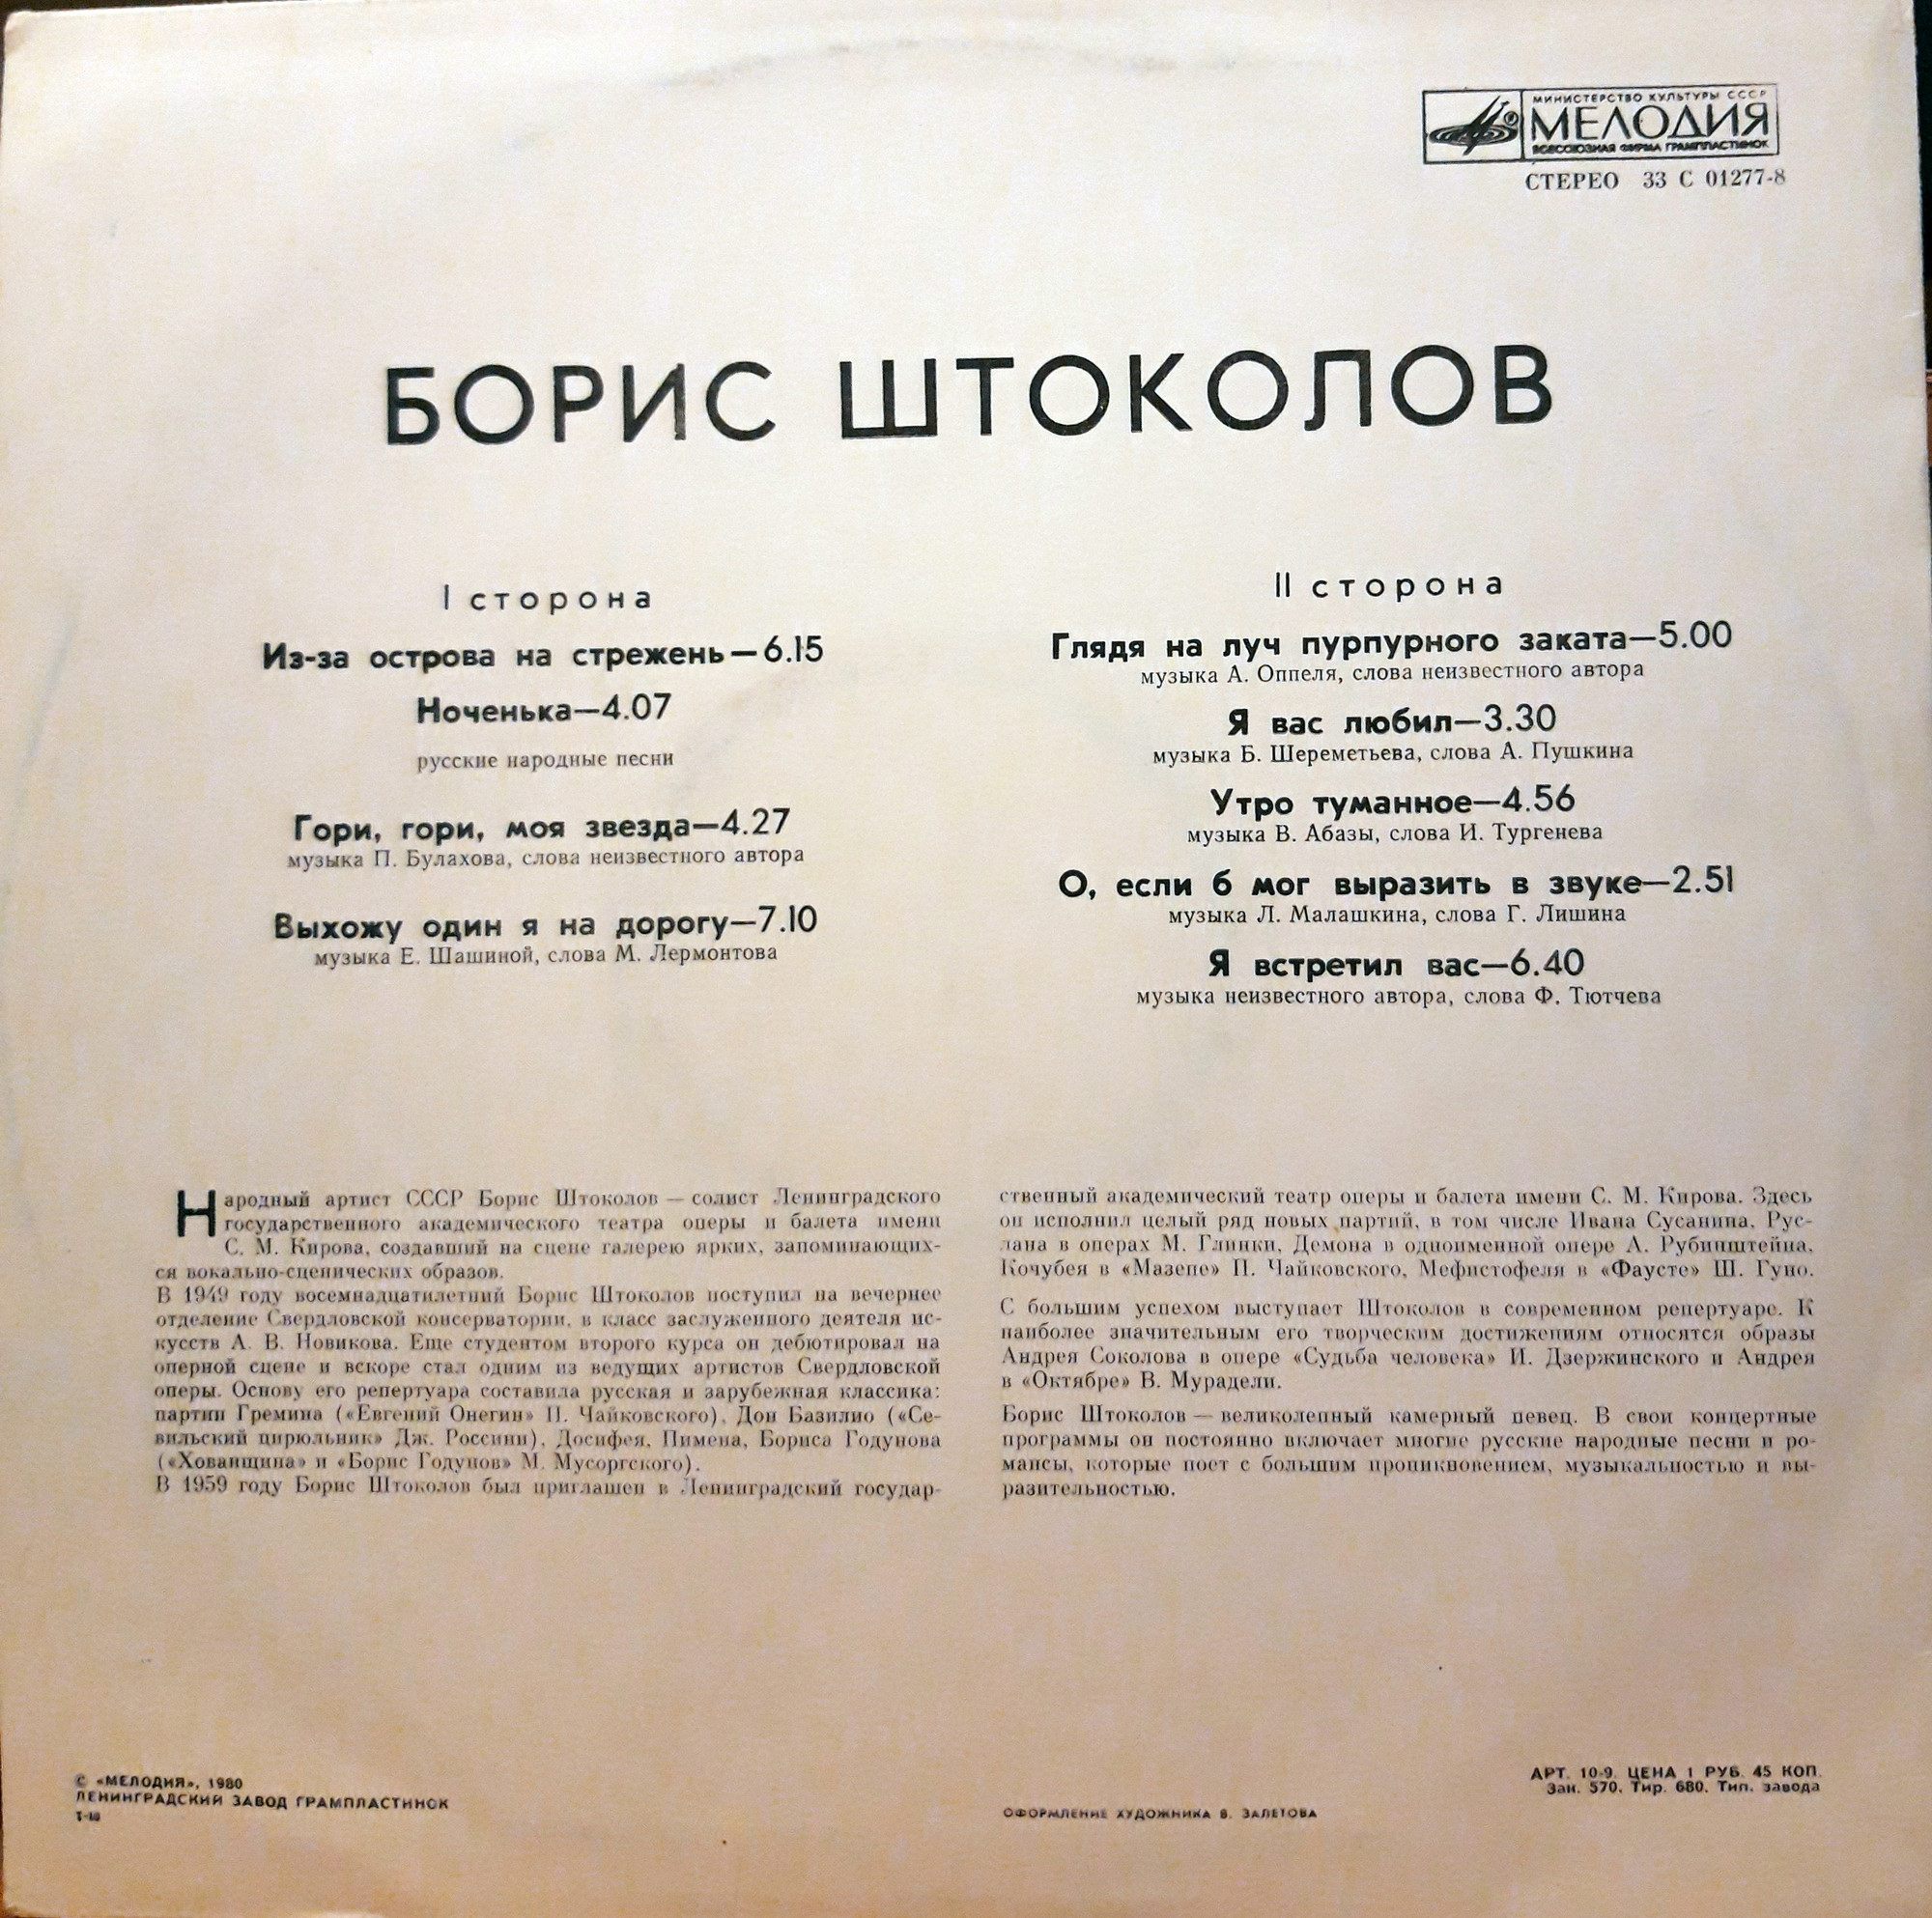 МИНИСТЕРСТВО КУЛЬТУРЫ СССР
МЕЛОДИЯ
ВСЕСОЮЗНАЯ ФИРМА ГРАМПЛАСТИНОК
СТЕРЕО 33 С 01277-8
БОРИС ШТОКОЛОВ
I сторона
Из-за острова на стрежень—6.15
Ноченька—4.07
русские народные песни
Гори, гори, моя звезда—4.27
музыка П. Булахова, слова неизвестного автора
Выхожу один я на дорогу—7.10
музыка Е. Шашиной, слова М. Лермонтова
II сторона
Глядя на луч пурпурного заката—5.00
музыка А. Оппеля, слова неизвестного автора
Я вас любил—3.30
музыка Б. Шереметьева, слова А. Пушкина
Утро туманное—4.56
музыка В. Абазы, слова И. Тургенева
О, если б мог выразить в звуке—2.51
музыка Л. Малашкина, слова Г. Лишина
Я встретил вас—6.40
музыка неизвестного автора, слова Ф. Тютчева
Народный артист СССР Борис Штоколов — солист Ленинградского
государственного академического театра оперы и балета имени
С. М. Кирова, создавший на сцене галерею ярких, запоминающих-
ся вокально-сценических образов.
В 1949 году восемнадцатилетний Борис Штоколов поступил на вечернее
отделение Свердловской консерватории, в класс заслуженного деятеля ис-
кусств А. В. Новикова. Еще студентом второго курса он дебютировал на
оперной сцене и вскоре стал одним из ведущих артистов Свердловской
оперы. Основу его репертуара составила русская и зарубежная классика:
партии Гремина («Евгений Онегин» П. Чайковского), Дон Базилио («Се-
вильский цирюльник» Дж. Россини), Досифея, Пимена, Бориса Годунова
(«Хованщина» и «Борис Годунов» М. Мусоргского).
В 1959 году Борис Штоколов был приглашен в Ленинградский государ-
ственный академический театр оперы и балета имени С. М. Кирова. Здесь
он исполнил целый ряд новых партий, в том числе Ивана Сусанина, Рус-
лана в операх М. Глинки, Демона в одноименной опере А. Рубинштейна,
Кочубея в «Мазепе» П. Чайковского, Мефистофеля в «Фаусте» Ш. Гуно.
С большим успехом выступает Штоколов в современном репертуаре. К
наиболее значительным его творческим достижениям относятся образы
Андрея Соколова в опере «Судьба человека» И. Дзержинского и Андрея
в «Октябре» В. Мурадели.
Борис Штоколов — великолепный камерный певец. В свои концертные
программы он постоянно включает многие русские народные песни и ро-
мансы, которые поет с большим проникновением, музыкальностью и вы-
разительностью.
© «МЕЛОДИЯ», 1980
ЛЕНИНГРАДСКИЙ ЗАВОД ГРАМПЛАСТИНОК
ОФОРМЛЕНИЕ ХУДОЖНИКА В. ЗАЛЕТОВА
АРТ. 10-9. ЦЕНА 1 РУБ. 45 КОП.
Зак. 570. Тир. 680. Тип. завода